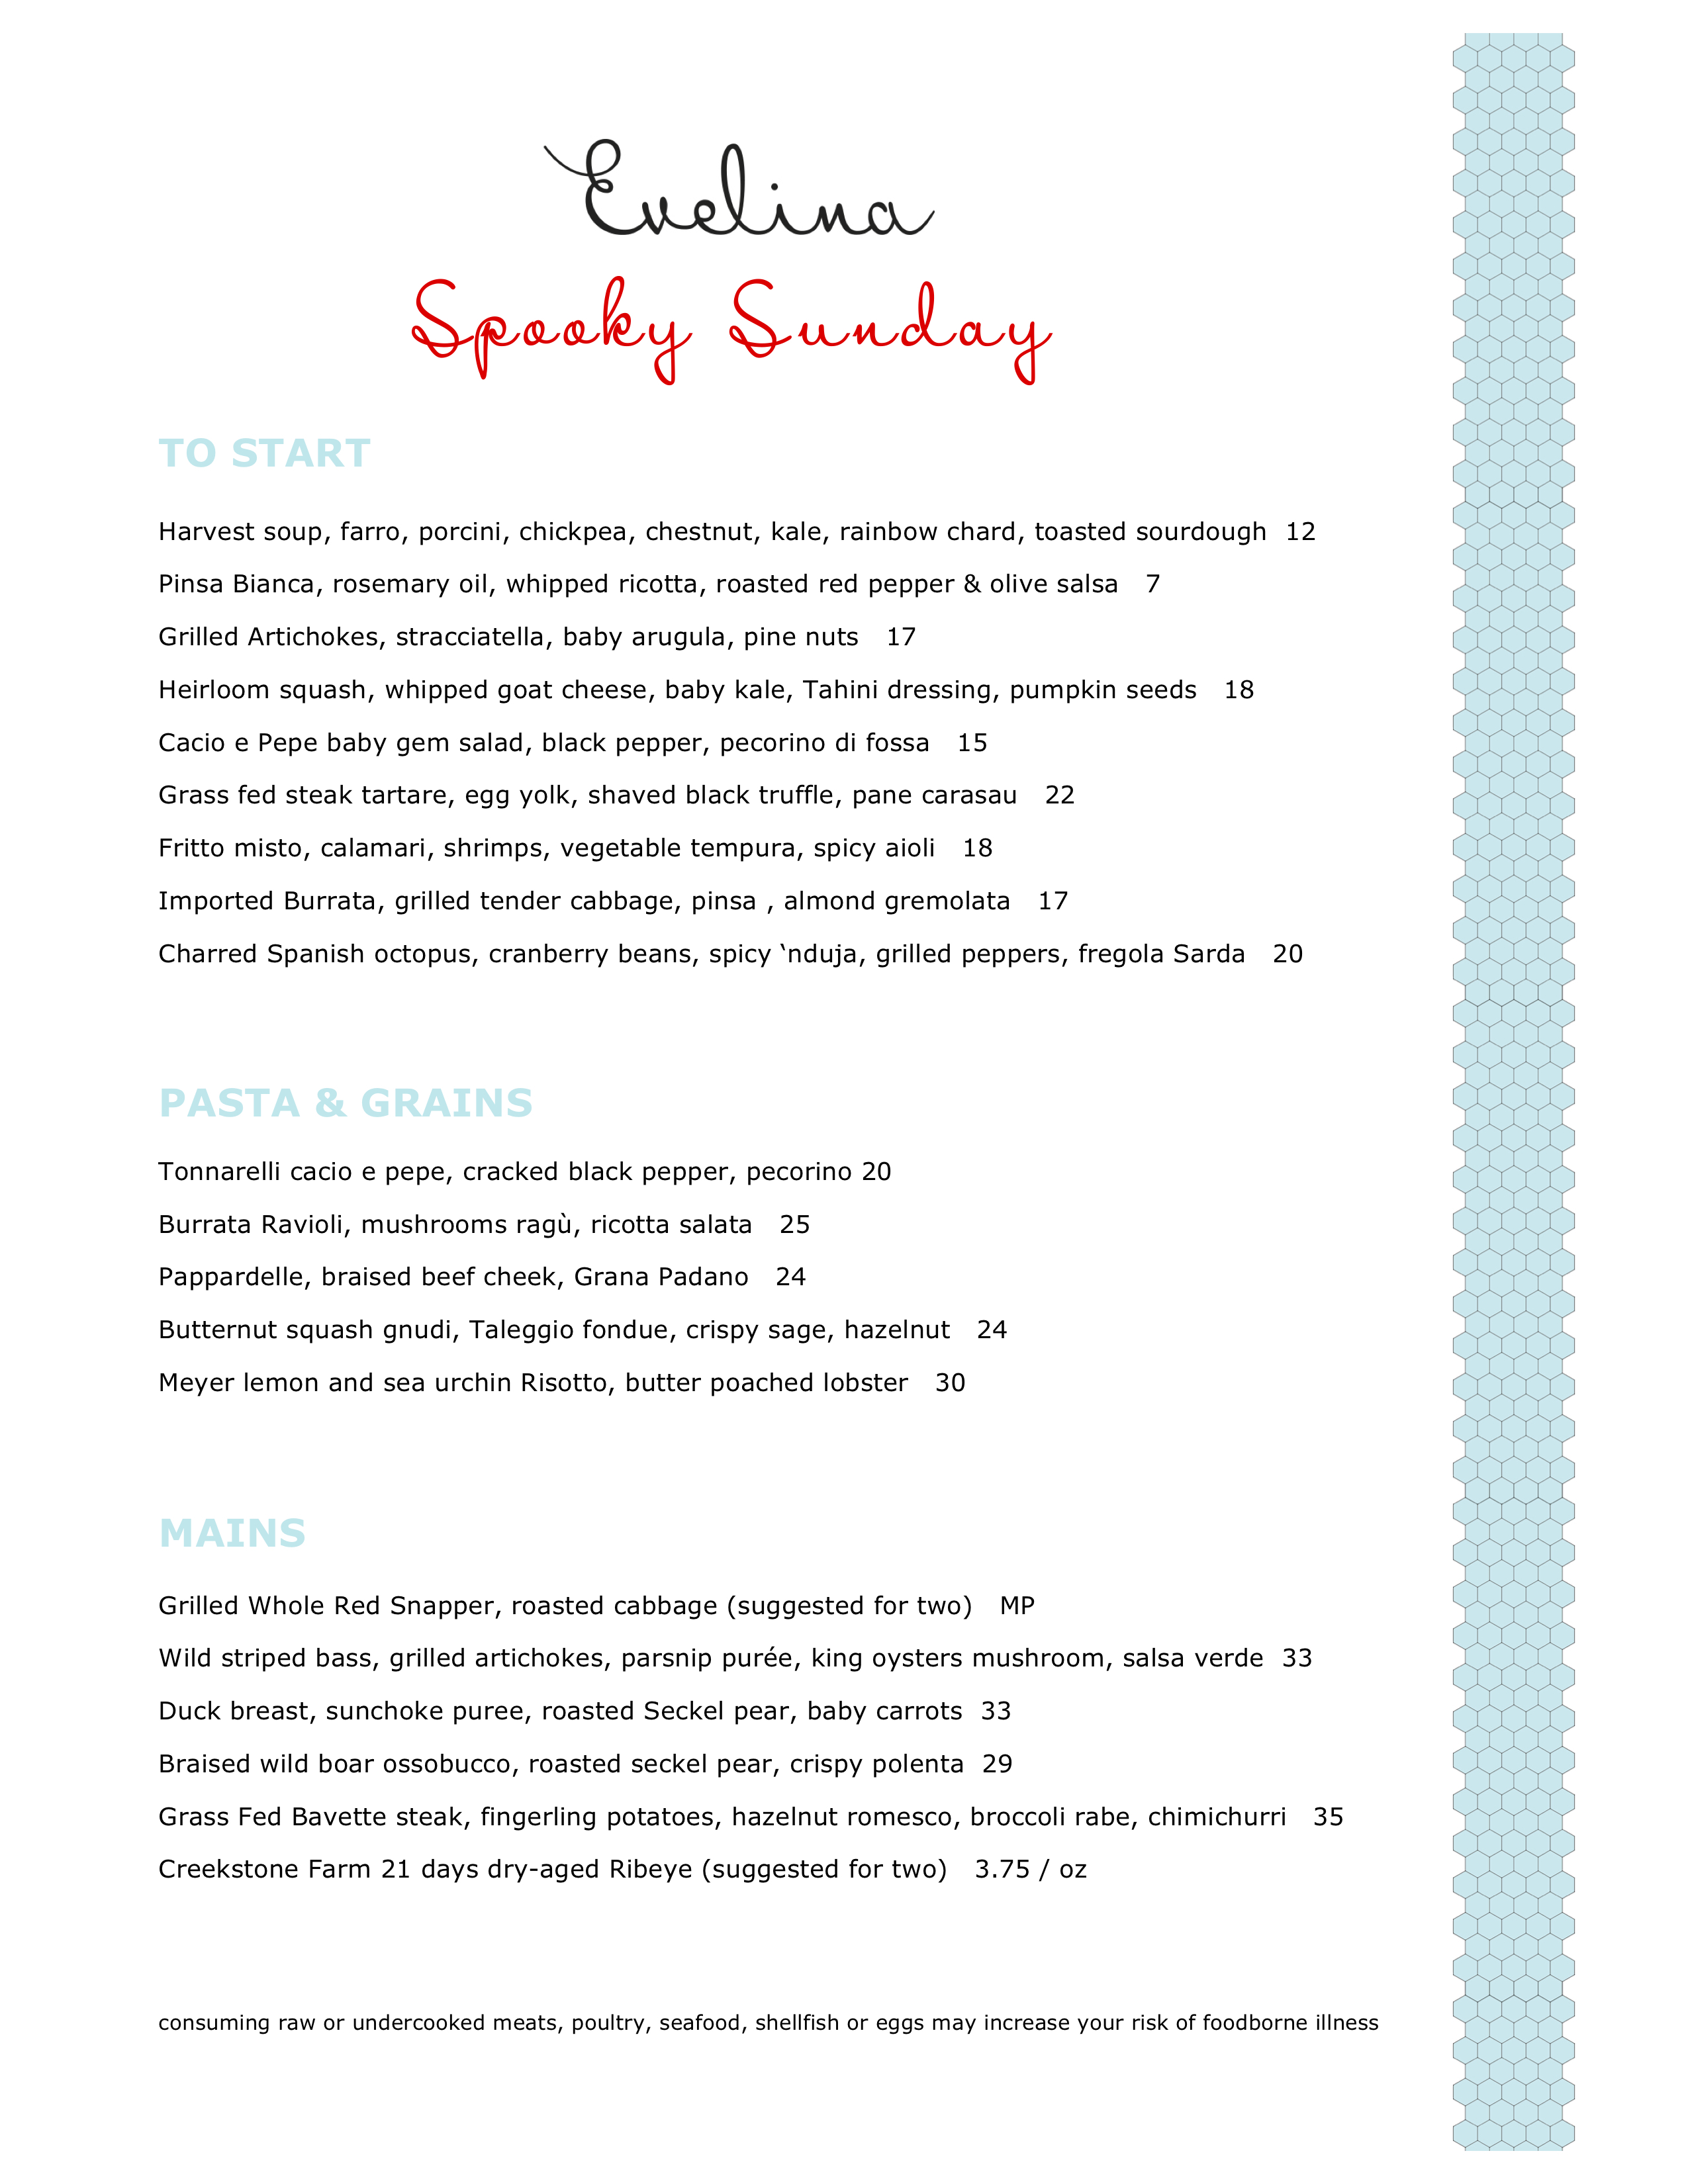 Evelina
Spooky Sunday
TO START
Harvest soup, farro, porcini, chickpea, chestnut, kale, rainbow chard, toasted sourdough 12
Pinsa Bianca, rosemary oil, whipped ricotta, roasted red pepper & olive salsa 7
Grilled Artichokes, stracciatella, baby arugula, pine nuts 17
Heirloom squash, whipped goat cheese, baby kale, Tahini dressing, pumpkin seeds 18
Cacio e Pepe baby gem salad, black pepper, pecorino di fossa 15
Grass fed steak tartare, egg yolk, shaved black truffle, pane carasau 22
Fritto misto, calamari, shrimps, vegetable tempura, spicy aioli 18
Imported Burrata, grilled tender cabbage, pinsa , almond gremolata 17
Charred Spanish octopus, cranberry beans, spicy ‛nduja, grilled peppers, fregola Sarda 20
PASTA & GRAINS
Tonnarelli cacio e pepe, cracked black pepper, pecorino 20
Burrata Ravioli, mushrooms ragù, ricotta salata 25
Pappardelle, braised beef cheek, Grana Padano 24
Butternut squash gnudi, Taleggio fondue, crispy sage, hazelnut 24
Meyer lemon and sea urchin Risotto, butter poached lobster 30
MAINS
Grilled Whole Red Snapper, roasted cabbage (suggested for two) MP
Wild striped bass, grilled artichokes, parsnip purée, king oysters mushroom, salsa verde 33
Duck breast, sunchoke puree, roasted Seckel pear, baby carrots 33
Braised wild boar ossobucco, roasted seckel pear, crispy polenta 29
Grass Fed Bavette steak, fingerling potatoes, hazelnut romesco, broccoli rabe, chimichurri 35
Creekstone Farm 21 days dry-aged Ribeye (suggested for two) 3.75 / oz
consuming raw or undercooked meats, poultry, seafood, shellfish or eggs may increase your risk of foodborne illness